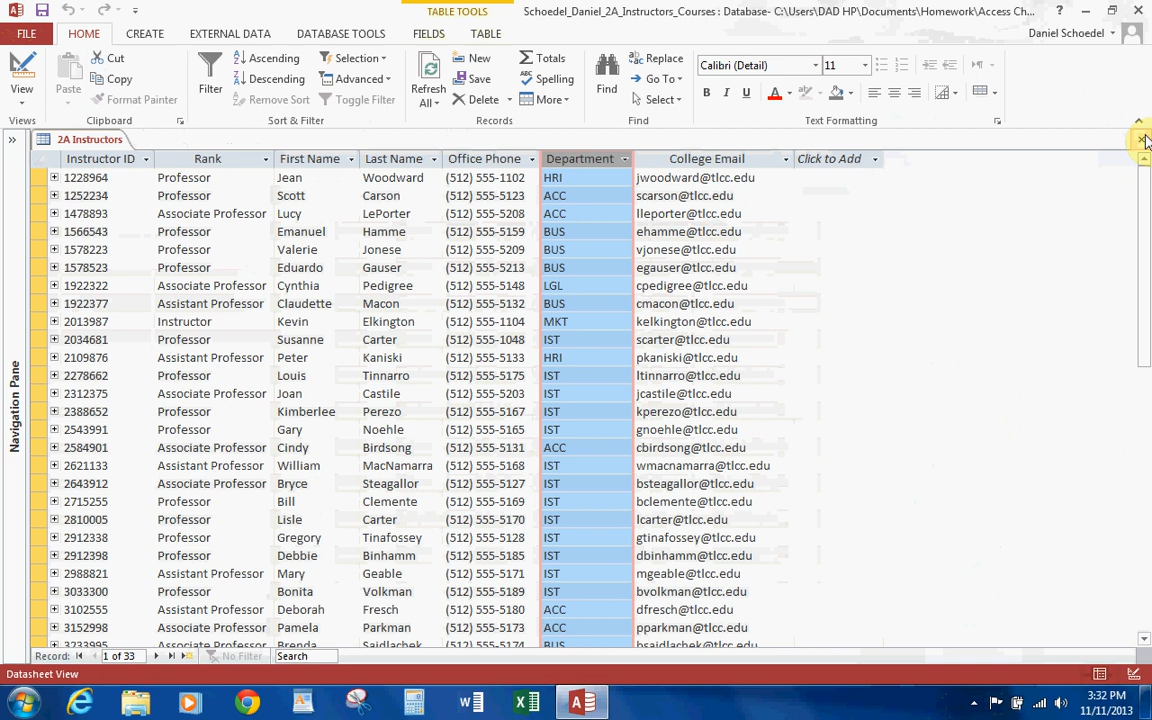 TABLE TOOLS Schoedel_Daniel_2A_Instructors_Courses : Database- C:\Users\DAD HP\Documents\Homework\Access Ch... ?
FILE HOME CREATE EXTERNAL DATA DATABASE TOOLS FIELDS TABLE Daniel Schoedel
View Paste Cut Copy Format Painter
Views Clipboard
Filter Ascending Descending Remove Sort Selection Advanced Toggle Filter
Sort & Filter
Refresh All New Save Delete Totals Spelling More
Records
Find Replace Go To Select
Find
Calibri (Detail) 11
B I U A
Text Formatting
2A Instructors
Instructor ID Rank First Name Last Name Office Phone Department College Email Click to Add
1228964 Professor Jean Woodward (512) 555-1102 HRI jwoodward@tlcc.edu
1252234 Professor Scott Carson (512) 555-5123 ACC scarson@tlcc.edu
1478893 Associate Professor Lucy LePorter (512) 555-5208 ACC lleporter@tlcc.edu
1566543 Professor Emanuel Hamme (512) 555-5159 BUS ehamme@tlcc.edu
1578223 Professor Valerie Jonese (512) 555-5209 BUS vjonese@tlcc.edu
1578523 Professor Eduardo Gauser (512) 555-5213 BUS egauser@tlcc.edu
1922322 Associate Professor Cynthia Pedigree (512) 555-5148 LGL cpedigree@tlcc.edu
1922377 Assistant Professor Claudette Macon (512) 555-5132 BUS cmacon@tlcc.edu
2013987 Instructor Kevin Elkington (512) 555-1104 MKT kelkington@tlcc.edu
2034681 Professor Susanne Carter (512) 555-1048 IST scarter@tlcc.edu
2109876 Assistant Professor Peter Kaniski (512) 555-5133 HRI pkaniski@tlcc.edu
2278662 Professor Louis Tinnarro (512) 555-5175 IST ltinnarro@tlcc.edu
2312375 Associate Professor Joan Castile (512) 555-5203 IST jcastile@tlcc.edu
2388652 Professor Kimberlee Perezo (512) 555-5167 IST kperezo@tlcc.edu
2543991 Professor Gary Noehle (512) 555-5165 IST gnoehle@tlcc.edu
2584901 Associate Professor Cindy Birdsong (512) 555-5131 ACC cbirdsong@tlcc.edu
2621133 Assistant Professor William MacNamarra (512) 555-5168 IST wmacnamarra@tlcc.edu
2643912 Associate Professor Bryce Steagallor (512) 555-5127 IST bsteagallor@tlcc.edu
2715255 Professor Bill Clemente (512) 555-5169 IST bclemente@tlcc.edu
2810005 Professor Lisle Carter (512) 555-5170 IST lcarter@tlcc.edu
2912338 Professor Gregory Tinafossey (512) 555-5128 IST gtinafossey@tlcc.edu
2912398 Professor Debbie Binhamm (512) 555-5185 IST dbinhamm@tlcc.edu
2988821 Assistant Professor Mary Geable (512) 555-5171 IST mgeable@tlcc.edu
3033300 Professor Bonita Volkman (512) 555-5189 IST bvolkman@tlcc.edu
3102555 Assistant Professor Deborah Fresch (512) 555-5180 ACC dfresch@tlcc.edu
3152998 Associate Professor Pamela Parkman (512) 555-5173 ACC pparkman@tlcc.edu
3233995 Associate Professor Brenda Saidlachek (512) 555-5174 BUS bsaidlachek@tlcc.edu
Navigation Pane
Record: 1 of 33 No Filter Search
Datasheet View
3:32 PM
11/11/2013